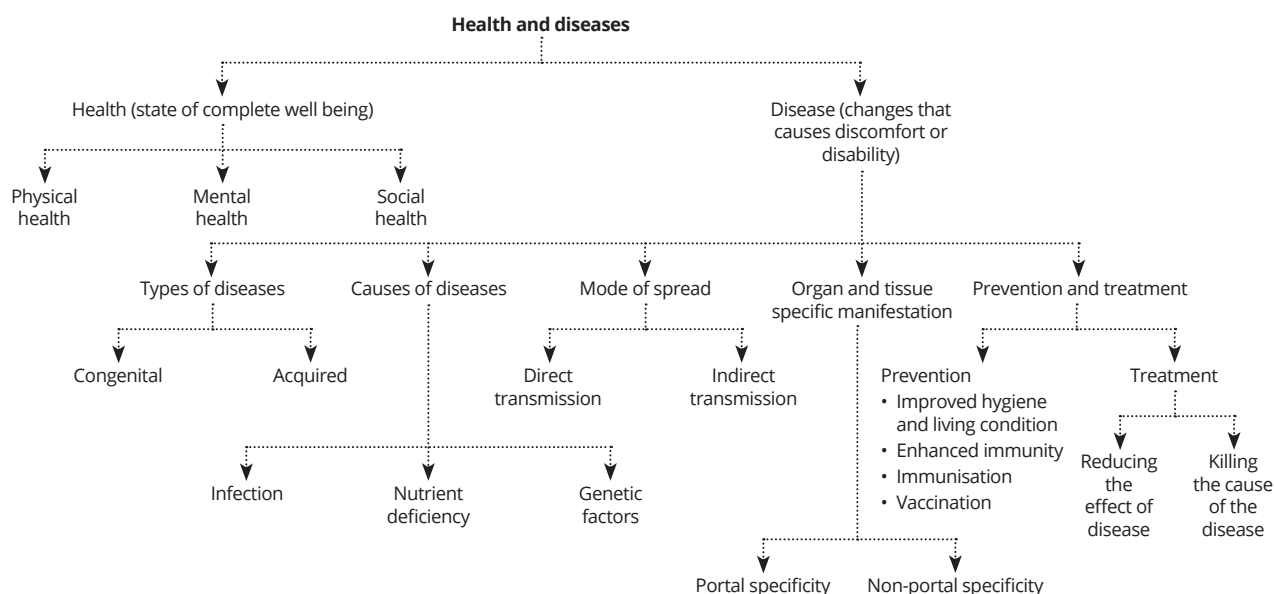 Health and diseases
Health (state of complete well being)
Disease (changes that
causes discomfort or
disability)
Physical
health
Mental
health
Social
health
Types of diseases
Causes of diseases
Mode of spread
Organ and tissue
specific manifestation
Prevention and treatment
Congenital
Acquired
Direct
transmission
Indirect
transmission
Prevention
• Improved hygiene
and living condition
• Enhanced immunity
• Immunisation
• Vaccination
Treatment
Reducing
the
effect of
disease
Killing
the cause
of the
disease
Infection
Nutrient
deficiency
Genetic
factors
Portal specificity
Non-portal specificity